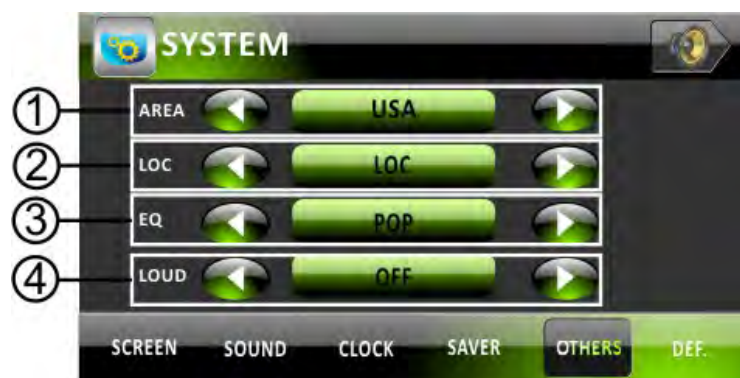 SYSTEM
1 AREA USA
2 LOC LOC
3 EQ POP
4 LOUD OFF
SCREEN SOUND CLOCK SAVER OTHERS DEF.